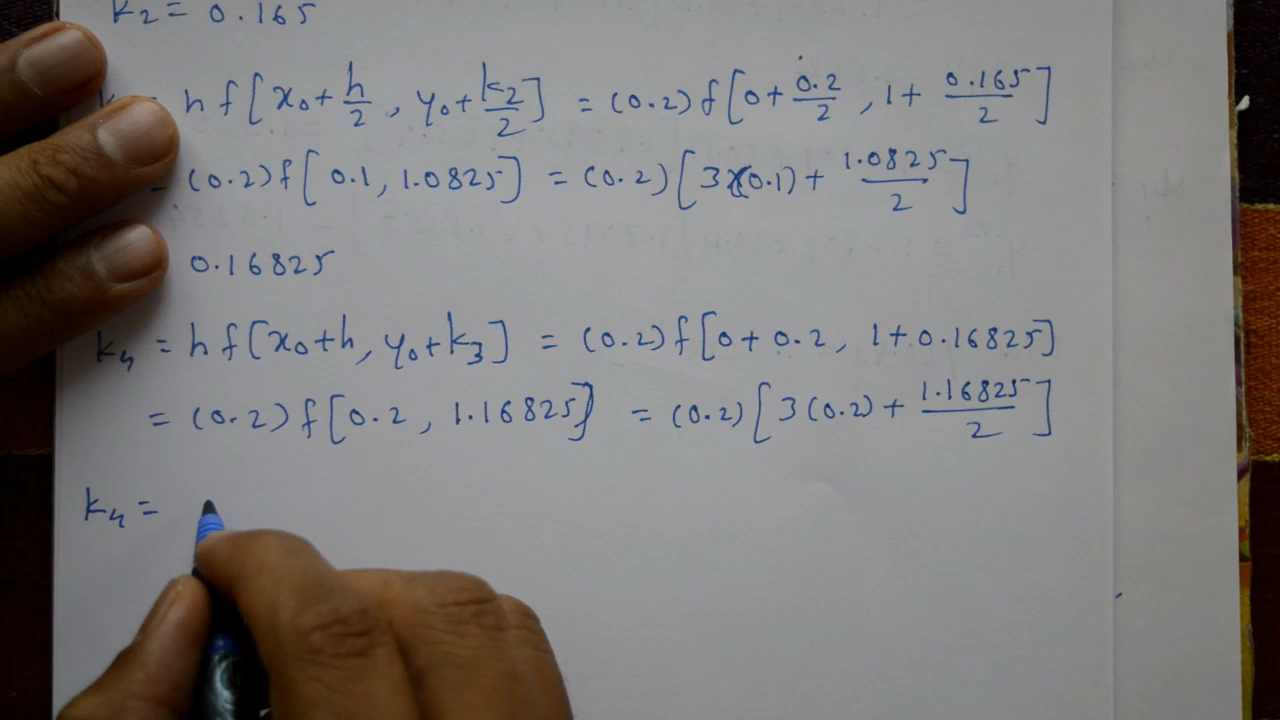 k₂ = 0.165
= h f[x₀+h/2, y₀+k₂/2] = (0.2) f[0+0.2/2, 1+0.165/2]
= (0.2) f[0.1, 1.0825] = (0.2)[3(0.1)+1.0825/2]
0.16825
k₄ = h f[x₀+h, y₀+k₃] = (0.2) f[0+0.2, 1+0.16825]
= (0.2) f[0.2, 1.16825] = (0.2)[3(0.2)+1.16825/2]
k₄ =